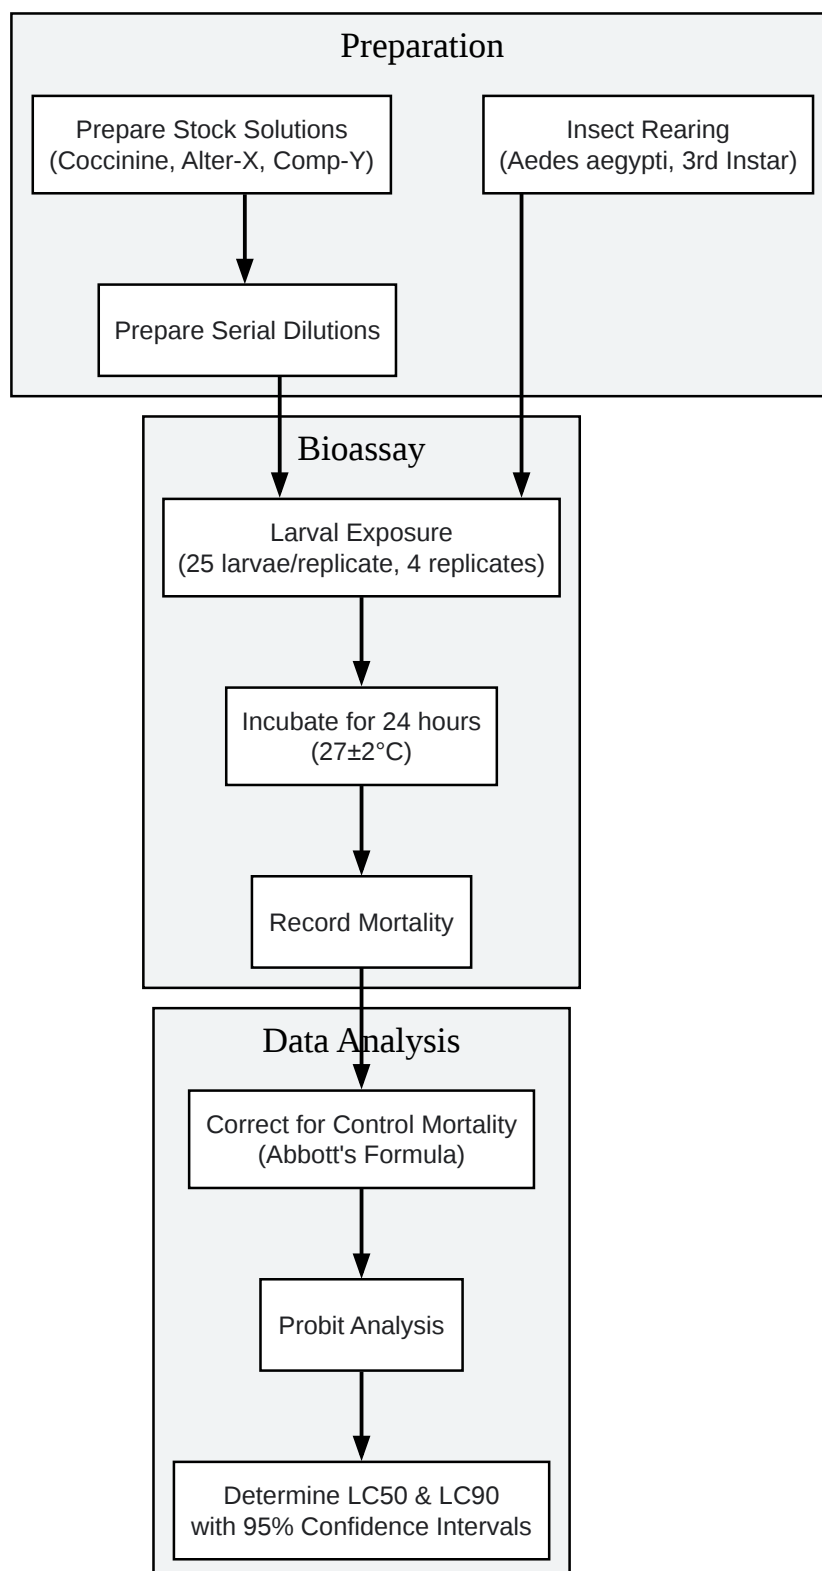 Preparation
Prepare Stock Solutions
(Coccinine, Alter-X, Comp-Y)
Insect Rearing
(Aedes aegypti, 3rd Instar)
Prepare Serial Dilutions
Bioassay
Larval Exposure
(25 larvae/replicate, 4 replicates)
Incubate for 24 hours
(27±2°C)
Record Mortality
Data Analysis
Correct for Control Mortality
(Abbott's Formula)
Probit Analysis
Determine LC50 & LC90
with 95% Confidence Intervals